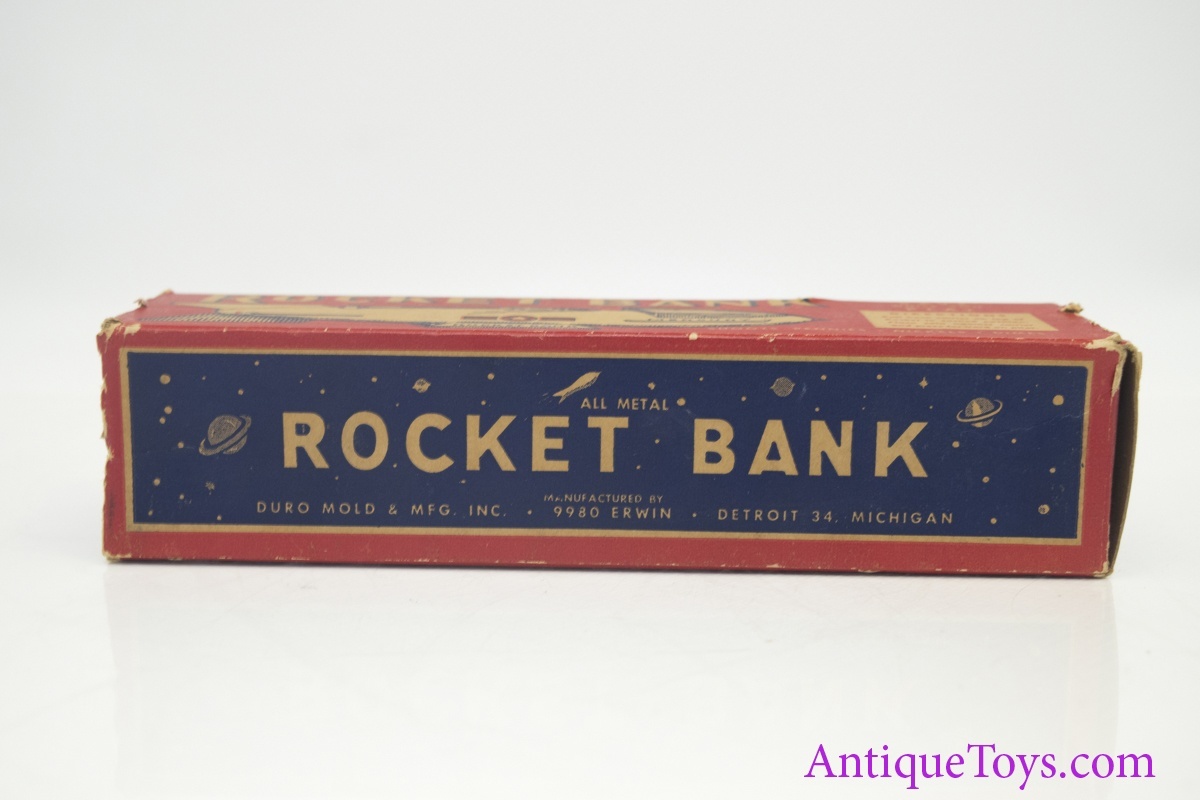 ROCKET BANK
ALL METAL
ROCKET BANK
MANUFACTURED BY
DURO MOLD & MFG. INC. • 9980 ERWIN • DETROIT 34, MICHIGAN
AntiqueToys.com